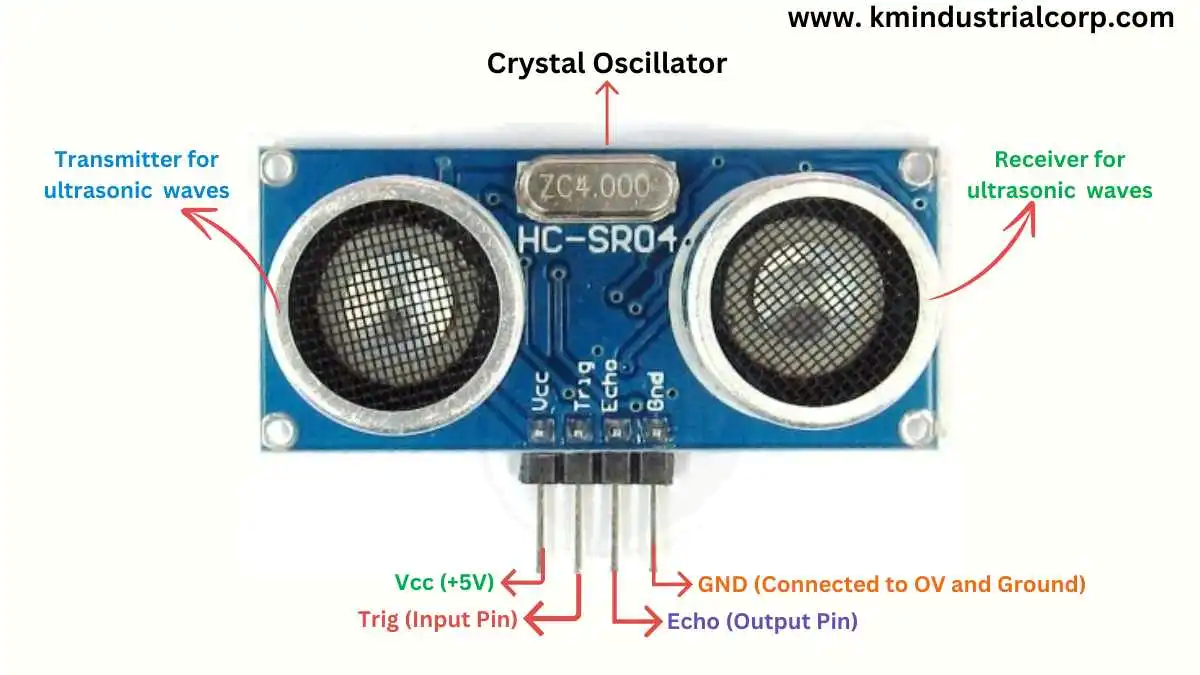 www. kmindustrialcorp.com
Crystal Oscillator
Transmitter for
ultrasonic waves
Receiver for
ultrasonic waves
ZC4.000
HC-SR04
Vcc
Trig
Echo
Gnd
Vcc (+5V)
GND (Connected to OV and Ground)
Trig (Input Pin)
Echo (Output Pin)